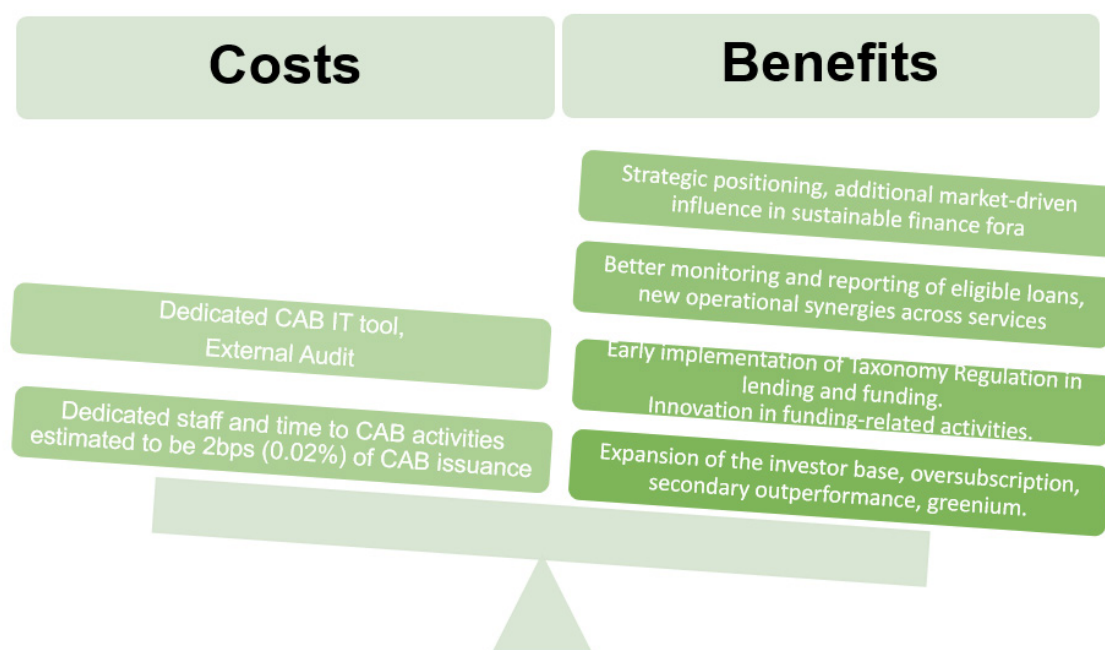 Costs
Benefits
Dedicated CAB IT tool,
External Audit
Dedicated staff and time to CAB activities
estimated to be 2bps (0.02%) of CAB issuance
Strategic positioning, additional market-driven
influence in sustainable finance fora
Better monitoring and reporting of eligible loans,
new operational synergies across services
Early implementation of Taxonomy Regulation in
lending and funding.
Innovation in funding-related activities.
Expansion of the investor base, oversubscription,
secondary outperformance, greenium.